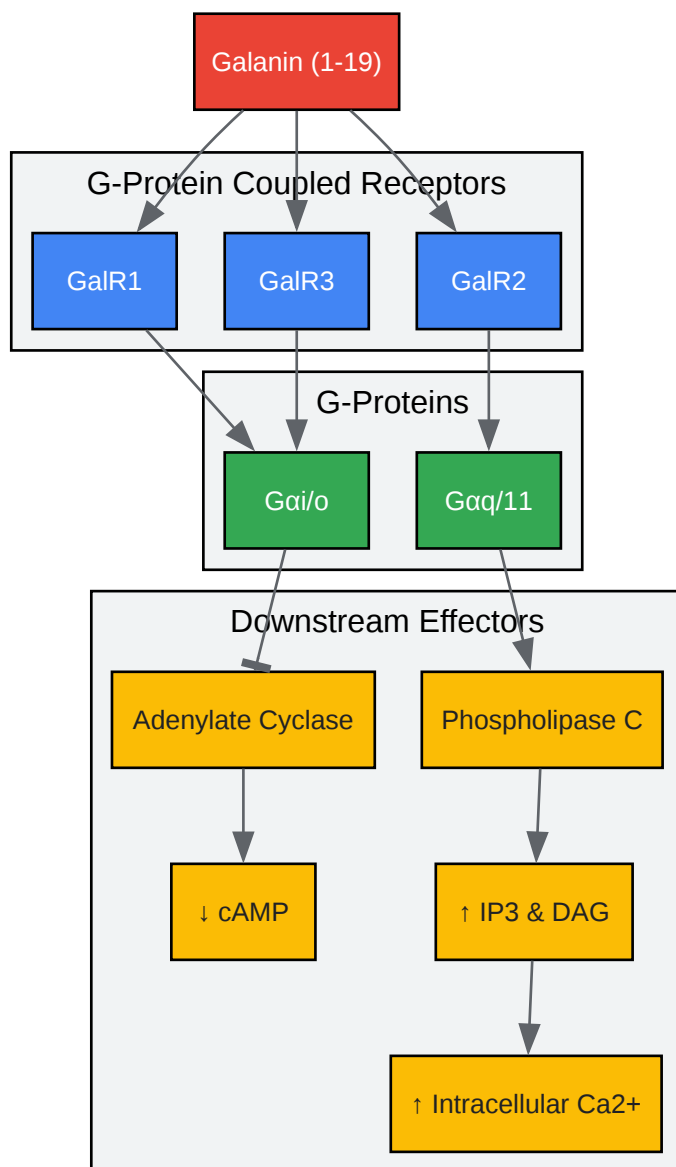 Galanin (1-19)
G-Protein Coupled Receptors
GalR1
GalR3
GalR2
G-Proteins
Gαi/o
Gαq/11
Downstream Effectors
Adenylate Cyclase
Phospholipase C
↓ cAMP
↑ IP3 & DAG
↑ Intracellular Ca2+